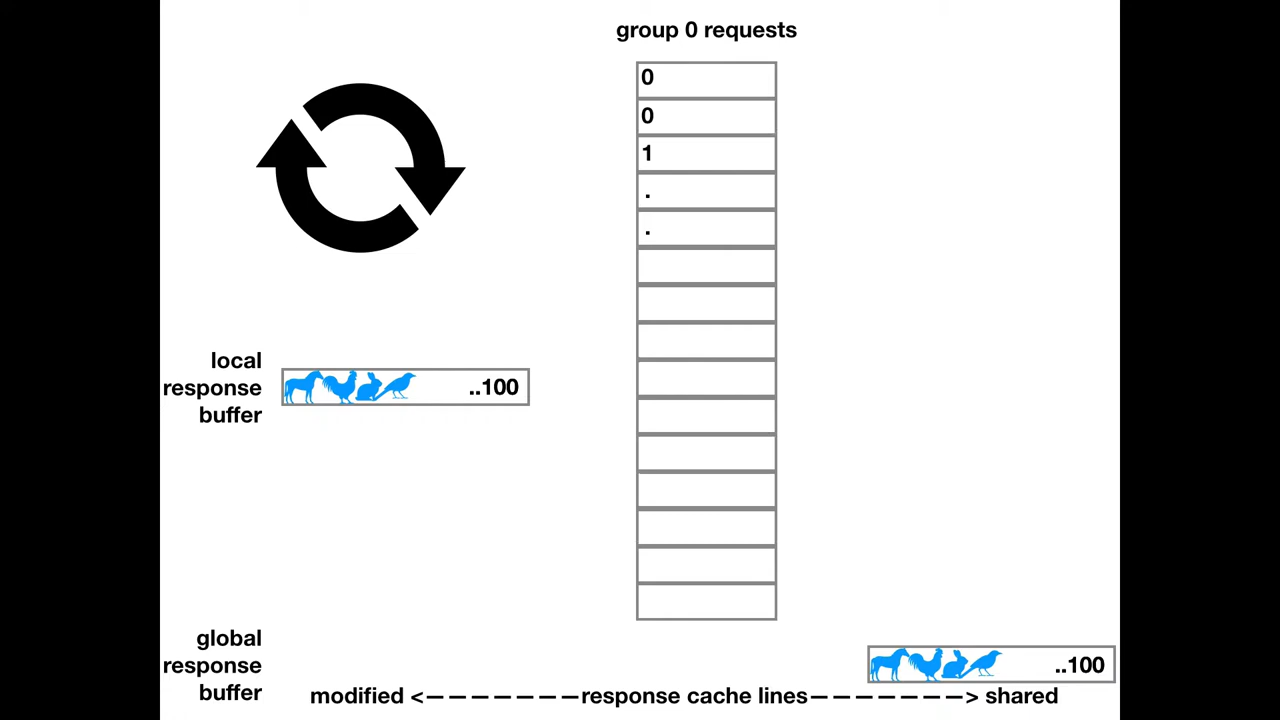 group 0 requests
0
0
1
.
.
local
response
buffer
..100
global
response
buffer
..100
modified <– – – – – – – –response cache lines– – – – – – – –> shared